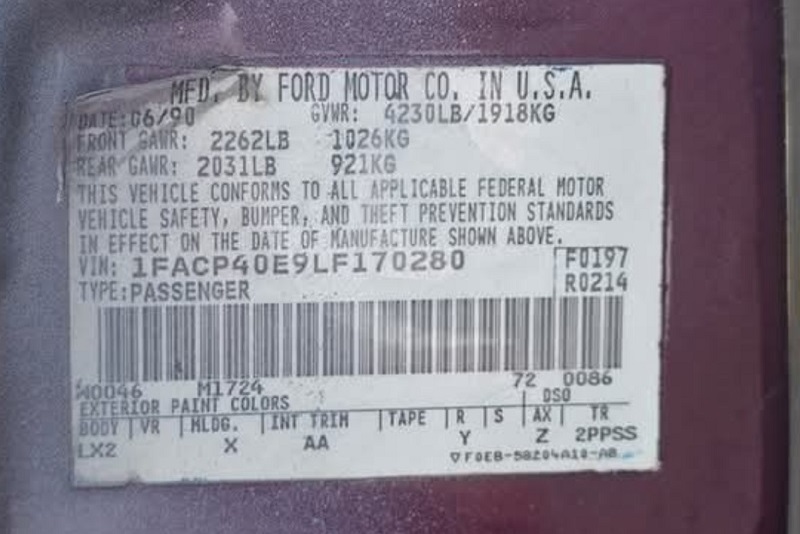 MFD. BY FORD MOTOR CO. IN U.S.A.
DATE:06/90 GVWR: 4230LB/1918KG
FRONT GAWR: 2262LB 1026KG
REAR GAWR: 2031LB 921KG
THIS VEHICLE CONFORMS TO ALL APPLICABLE FEDERAL MOTOR
VEHICLE SAFETY, BUMPER, AND THEFT PREVENTION STANDARDS
IN EFFECT ON THE DATE OF MANUFACTURE SHOWN ABOVE.
VIN: 1FACP40E9LF170280 F0197
TYPE:PASSENGER R0214
W0046 M1724 72 0086
EXTERIOR PAINT COLORS DSO
BODY VR MLDG. INT TRIM TAPE R S AX TR
LX2 X AA Y Z 2PPSS